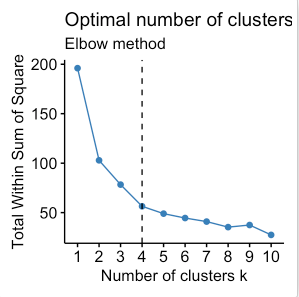 Optimal number of clusters
Elbow method
Total Within Sum of Square
200
150
100
50
1 2 3 4 5 6 7 8 9 10
Number of clusters k